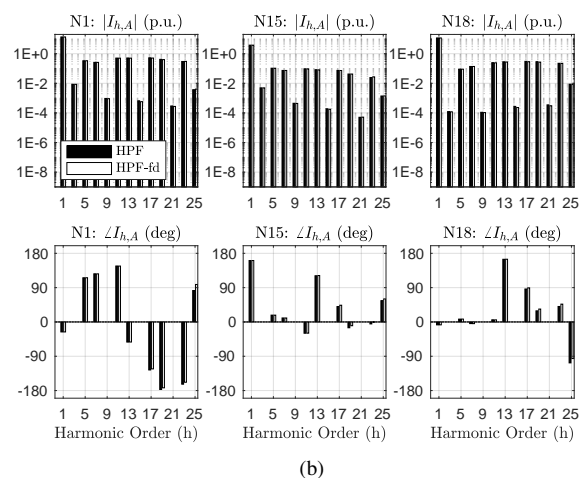 N1: |I_{h,A}| (p.u.)
N15: |I_{h,A}| (p.u.)
N18: |I_{h,A}| (p.u.)
1E+0
1E-2
1E-4
1E-6
1E-8
HPF
HPF-fd
1 5 9 13 17 21 25
1E+0
1E-2
1E-4
1E-6
1E-8
1 5 9 13 17 21 25
1E+0
1E-2
1E-4
1E-6
1E-8
1 5 9 13 17 21 25
N1: ∠I_{h,A} (deg)
N15: ∠I_{h,A} (deg)
N18: ∠I_{h,A} (deg)
180
90
0
-90
-180
1 5 9 13 17 21 25
Harmonic Order (h)
180
90
0
-90
-180
1 5 9 13 17 21 25
Harmonic Order (h)
180
90
0
-90
-180
1 5 9 13 17 21 25
Harmonic Order (h)
(b)